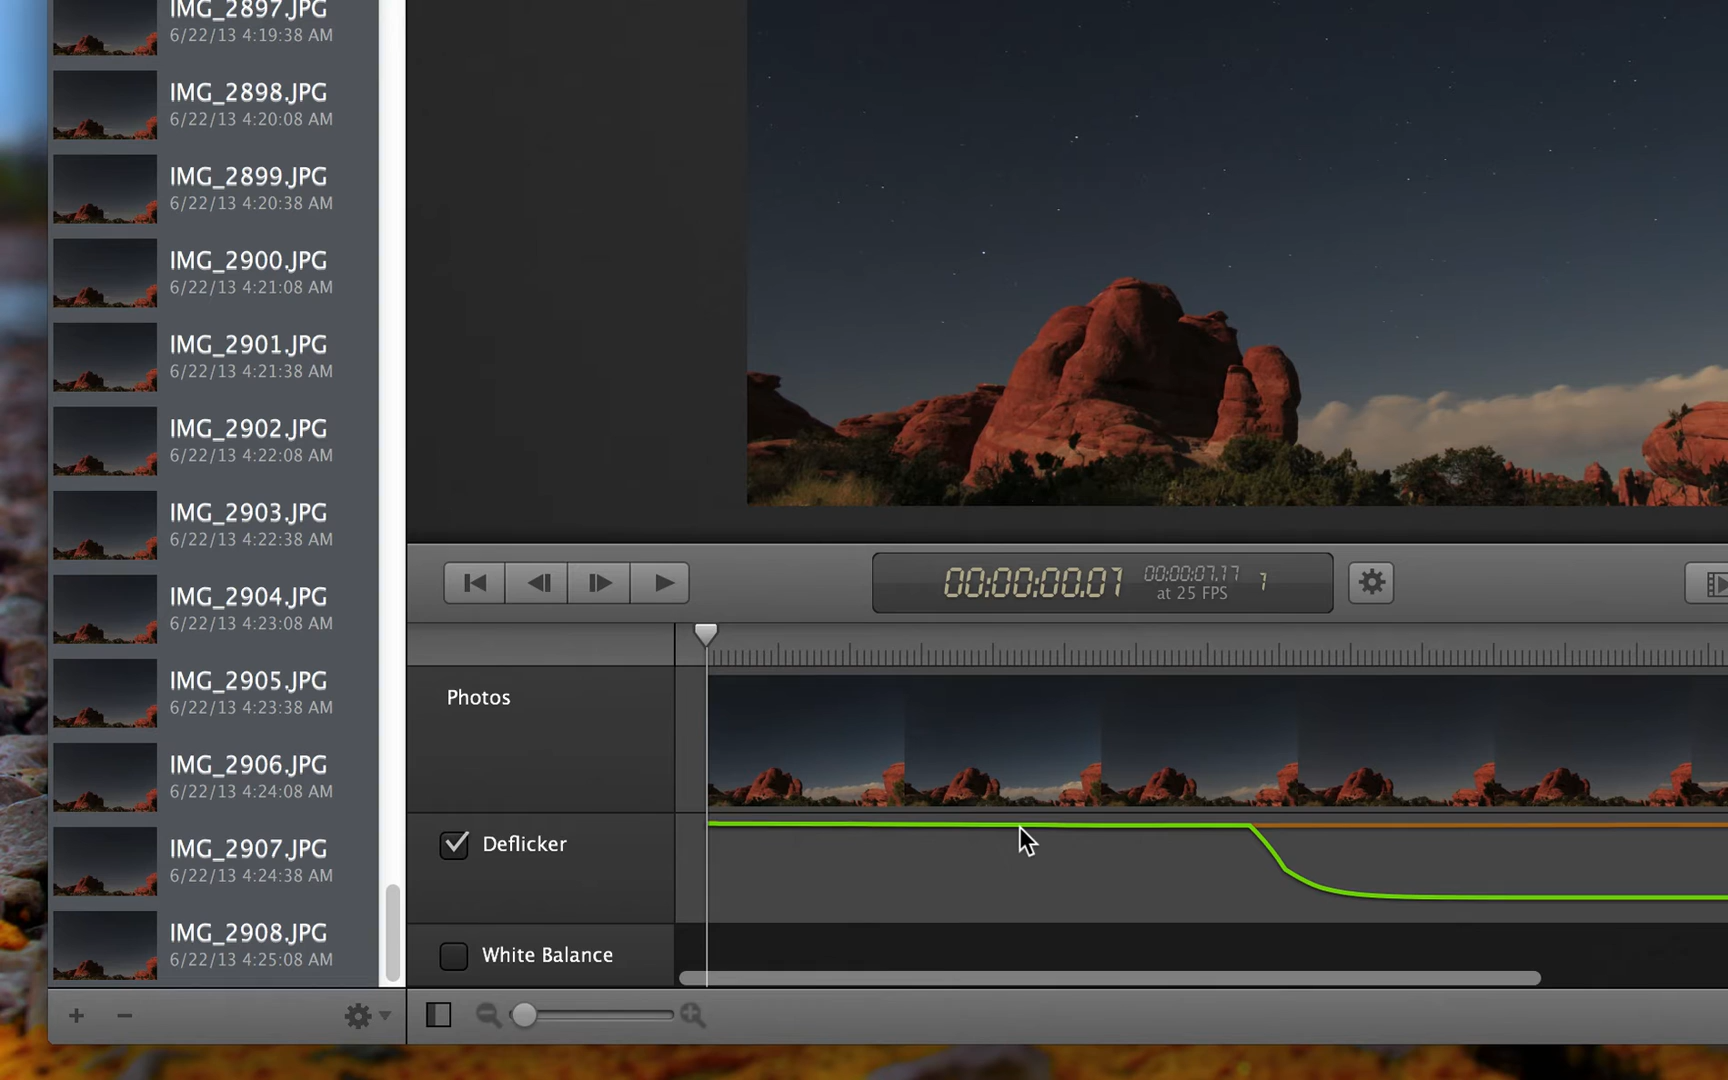 IMG_2897.JPG
6/22/13 4:19:38 AM
IMG_2898.JPG
6/22/13 4:20:08 AM
IMG_2899.JPG
6/22/13 4:20:38 AM
IMG_2900.JPG
6/22/13 4:21:08 AM
IMG_2901.JPG
6/22/13 4:21:38 AM
IMG_2902.JPG
6/22/13 4:22:08 AM
IMG_2903.JPG
6/22/13 4:22:38 AM
IMG_2904.JPG
6/22/13 4:23:08 AM
IMG_2905.JPG
6/22/13 4:23:38 AM
IMG_2906.JPG
6/22/13 4:24:08 AM
IMG_2907.JPG
6/22/13 4:24:38 AM
IMG_2908.JPG
6/22/13 4:25:08 AM
00:00:00.01
00:00:07.17
at 25 FPS
1
Photos
Deflicker
White Balance